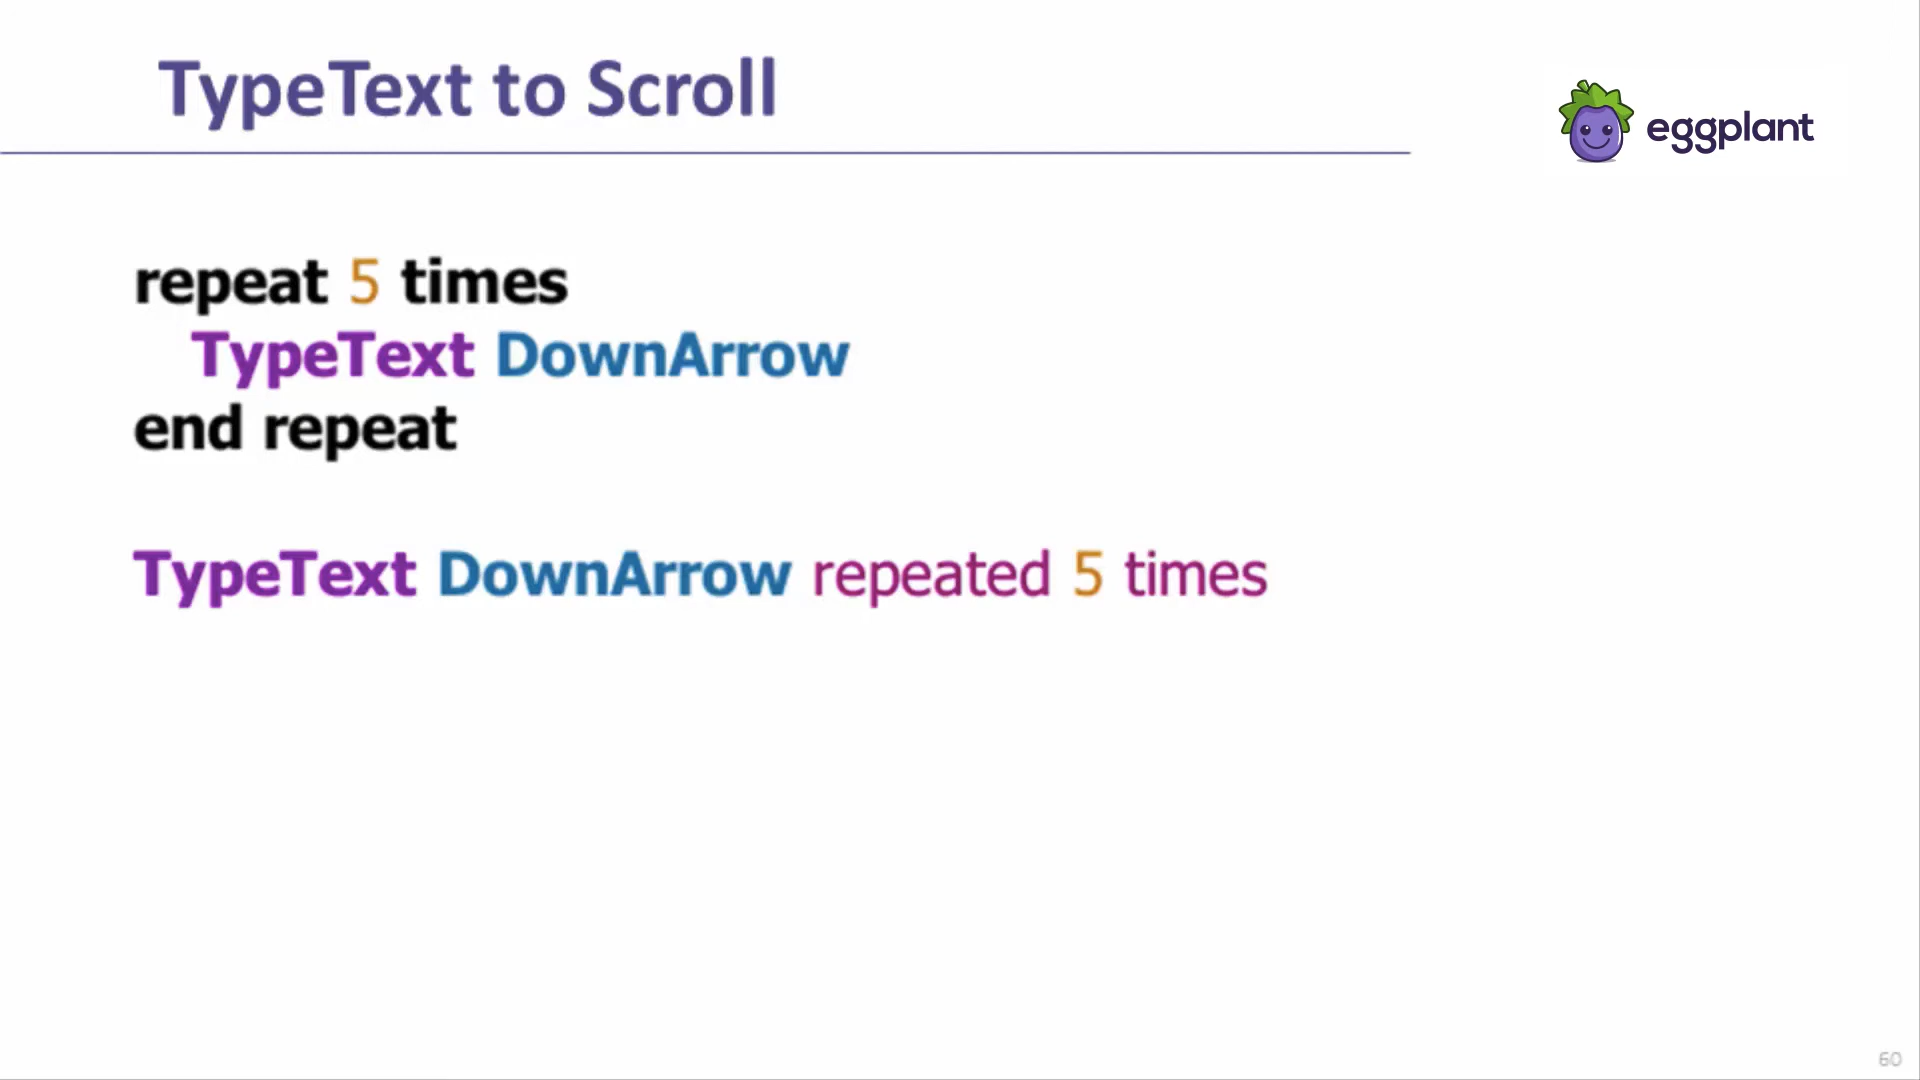 TypeText to Scroll
eggplant
repeat 5 times
TypeText DownArrow
end repeat
TypeText DownArrow repeated 5 times
60